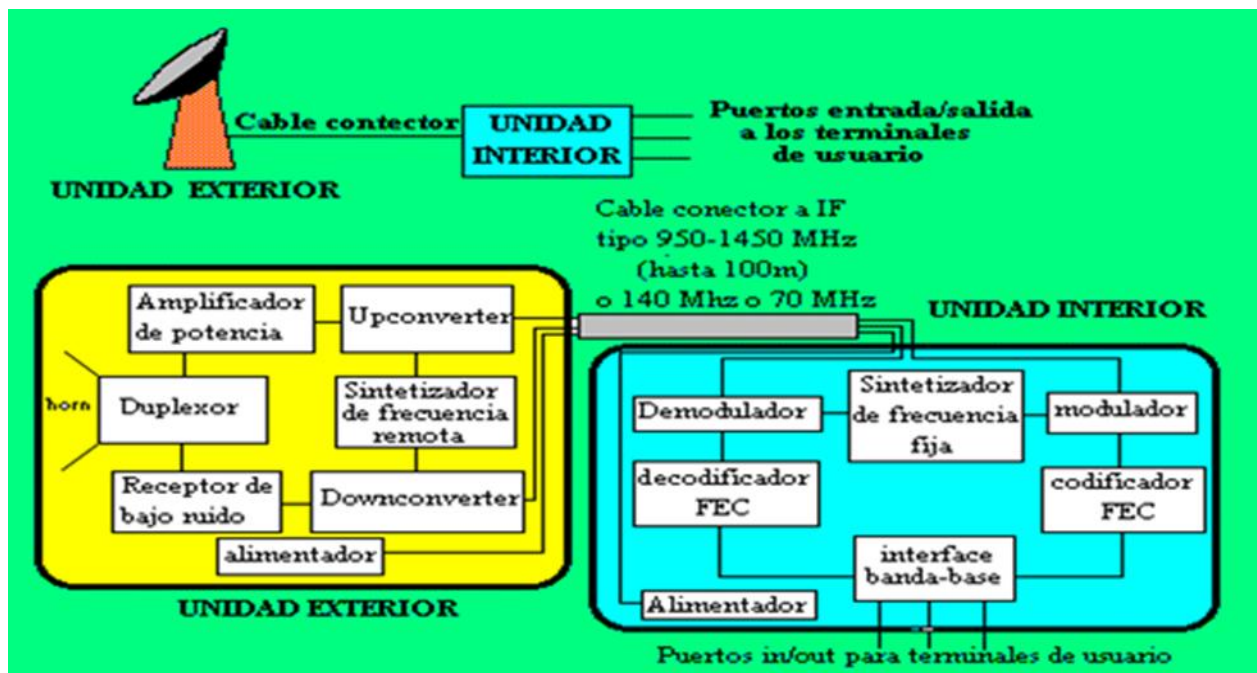 Cable contector
UNIDAD
INTERIOR
Puertos entrada/salida
a los terminales
de usuario
UNIDAD EXTERIOR
Cable conector a IF
tipo 950-1450 MHz
(hasta 100m)
o 140 Mhz o 70 MHz
UNIDAD INTERIOR
Amplificador
de potencia
Upconverter
horn
Duplexor
Sintetizador
de frecuencia
remota
Receptor de
bajo ruido
Downconverter
alimentador
UNIDAD EXTERIOR
Demodulador
Sintetizador
de frecuencia
fija
modulador
decodificador
FEC
codificador
FEC
interface
banda-base
Alimentador
Puertos in/out para terminales de usuario